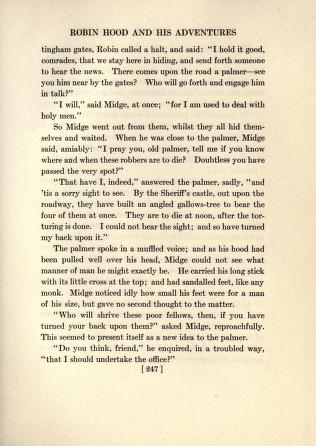 ROBIN HOOD AND HIS ADVENTURES
tingham gates, Robin called a halt, and said: "I hold it good,
comrades, that we stay here in hiding, and send forth someone
to hear the news. There comes upon the road a palmer—see
you him near by the gates? Who will go forth and engage him
in talk?"
"I will," said Midge, at once; "for I am used to deal with
holy men."
So Midge went out from them, whilst they all hid them-
selves and waited. When he was close to the palmer, Midge
said, amiably: "I pray you, old palmer, tell me if you know
where and when these robbers are to die? Doubtless you have
passed the very spot?"
"That have I, indeed," answered the palmer, sadly, "and
'tis a sorry sight to see. By the Sheriff's castle, out upon the
roadway, they have built an angled gallows-tree to bear the
four of them at once. They are to die at noon, after the tor-
turing is done. I could not bear the sight; and so have turned
my back upon it."
The palmer spoke in a muffled voice; and as his hood had
been pulled well over his head, Midge could not see what
manner of man he might exactly be. He carried his long stick
with its little cross at the top; and had sandalled feet, like any
monk. Midge noticed idly how small his feet were for a man
of his size, but gave no second thought to the matter.
"Who will shrive these poor fellows, then, if you have
turned your back upon them?" asked Midge, reproachfully.
This seemed to present itself as a new idea to the palmer.
"Do you think, friend," he enquired, in a troubled way,
"that I should undertake the office?"
[ 247 ]